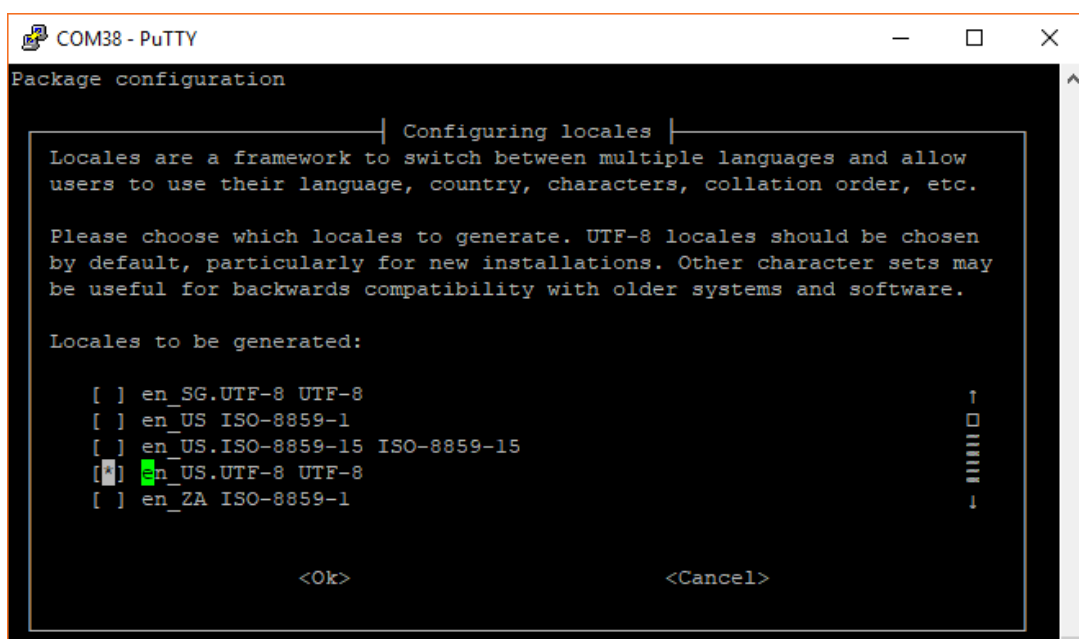 COM38 - PuTTY
Package configuration
Configuring locales
Locales are a framework to switch between multiple languages and allow
users to use their language, country, characters, collation order, etc.
Please choose which locales to generate. UTF-8 locales should be chosen
by default, particularly for new installations. Other character sets may
be useful for backwards compatibility with older systems and software.
Locales to be generated:
[ ] en_SG.UTF-8 UTF-8
[ ] en_US ISO-8859-1
[ ] en_US.ISO-8859-15 ISO-8859-15
[*] en_US.UTF-8 UTF-8
[ ] en_ZA ISO-8859-1
<Ok> <Cancel>